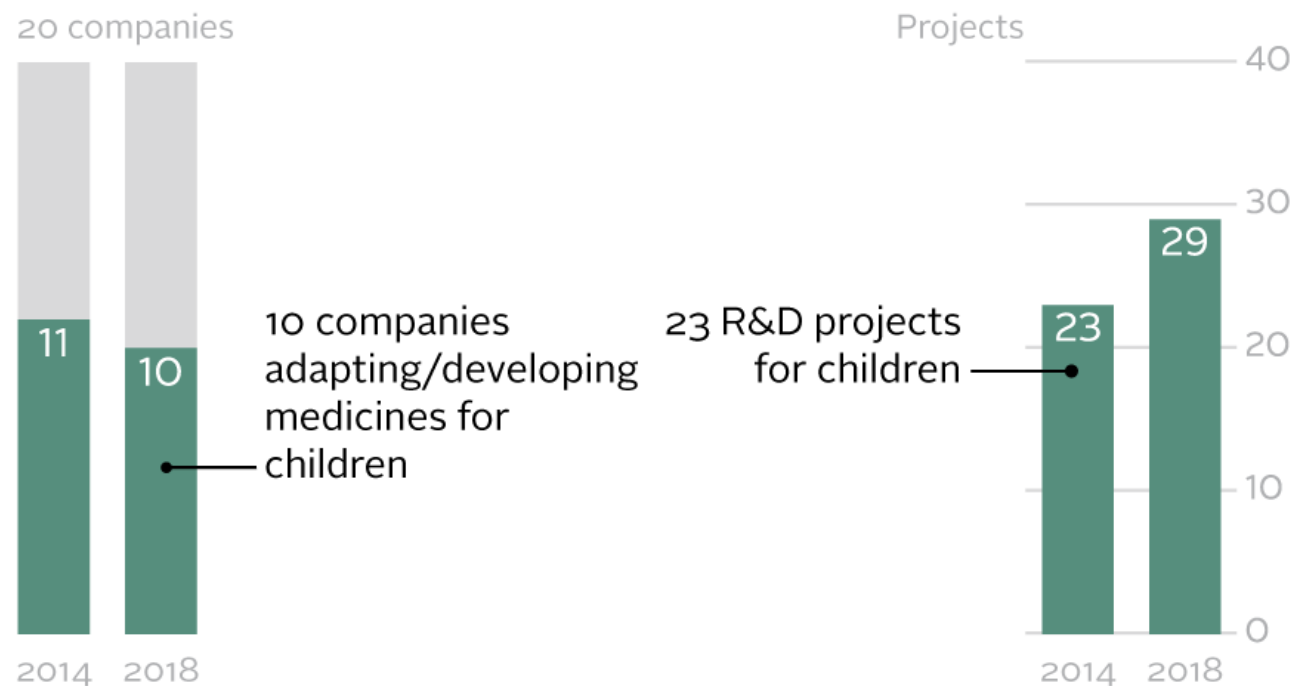 20 companies
11
10
10 companies
adapting/developing
medicines for
children
2014 2018
Projects
40
30
20
10
0
29
23
23 R&D projects
for children
2014 2018